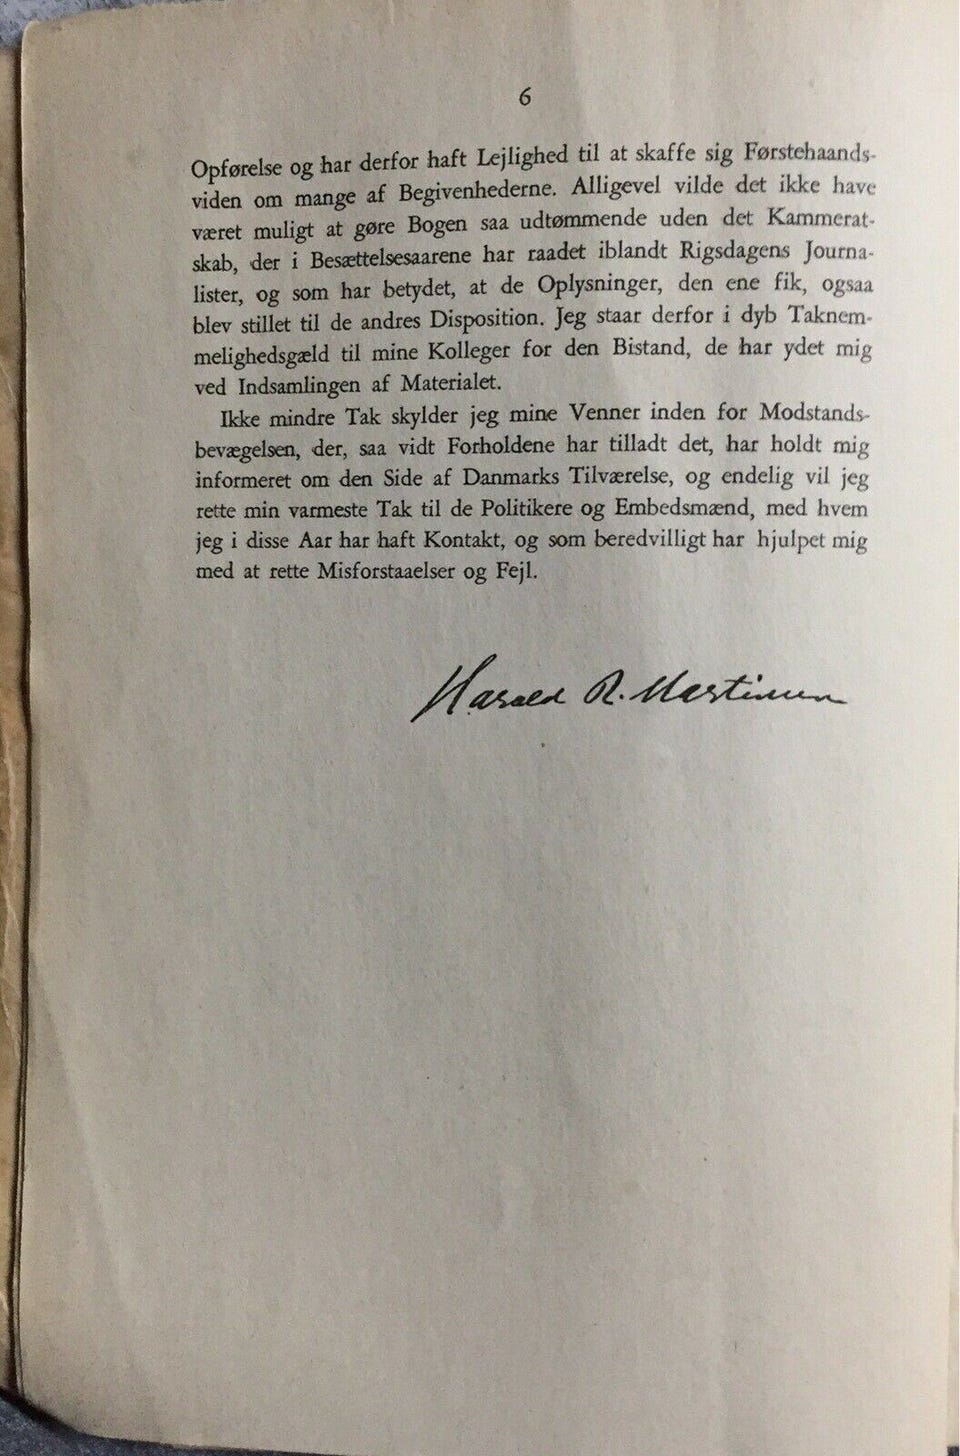 6
Opførelse og har derfor haft Lejlighed til at skaffe sig Førstehaands-
viden om mange af Begivenhederne. Alligevel vilde det ikke have
været muligt at gøre Bogen saa udtømmende uden det Kammerat-
skab, der i Besættelsesaarene har raadet iblandt Rigsdagens Journa-
lister, og som har betydet, at de Oplysninger, den ene fik, ogsaa
blev stillet til de andres Disposition. Jeg staar derfor i dyb Taknem-
melighedsgæld til mine Kolleger for den Bistand, de har ydet mig
ved Indsamlingen af Materialet.
Ikke mindre Tak skylder jeg mine Venner inden for Modstands-
bevægelsen, der, saa vidt Forholdene har tilladt det, har holdt mig
informeret om den Side af Danmarks Tilværelse, og endelig vil jeg
rette min varmeste Tak til de Politikere og Embedsmænd, med hvem
jeg i disse Aar har haft Kontakt, og som beredvilligt har hjulpet mig
med at rette Misforstaaelser og Fejl.
Harald R. Martinsen